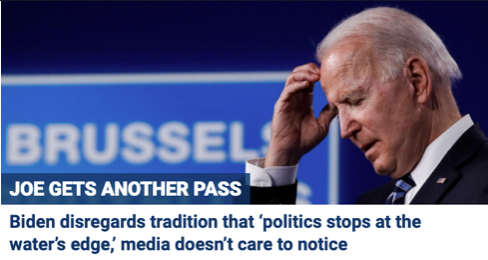 BRUSSELS
JOE GETS ANOTHER PASS
Biden disregards tradition that ‘politics stops at the
water’s edge,’ media doesn’t care to notice